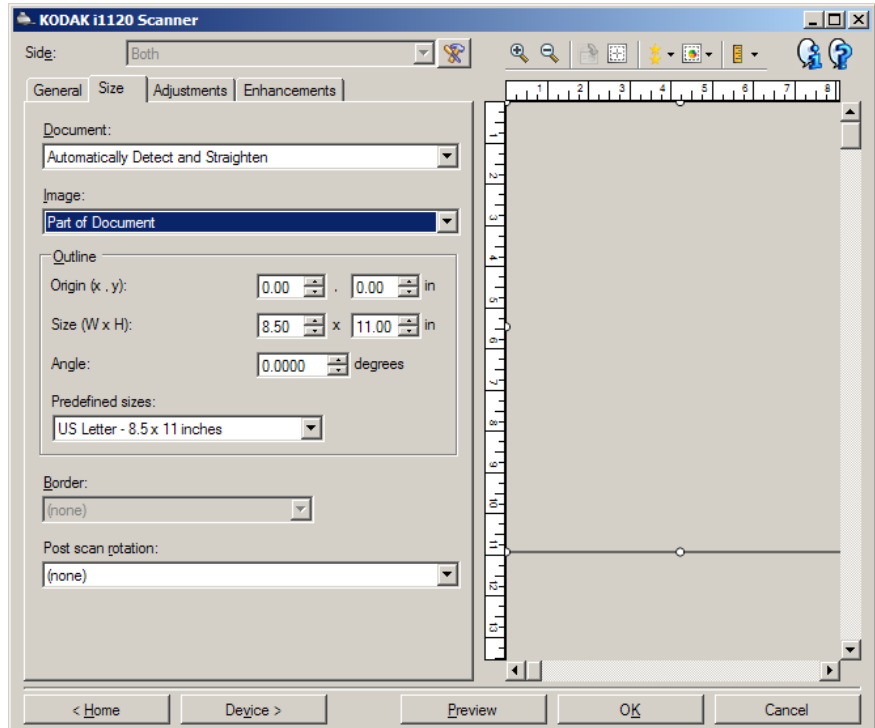 KODAK i1120 Scanner
Side: Both
General Size Adjustments Enhancements
Document:
Automatically Detect and Straighten
Image:
Part of Document
Outline
Origin (x , y): 0.00 , 0.00 in
Size (W x H): 8.50 x 11.00 in
Angle: 0.0000 degrees
Predefined sizes:
US Letter - 8.5 x 11 inches
Border:
(none)
Post scan rotation:
(none)
1 2 3 4 5 6 7 8
1
2
3
4
5
6
7
8
9
10
11
12
13
< Home Device > Preview OK Cancel